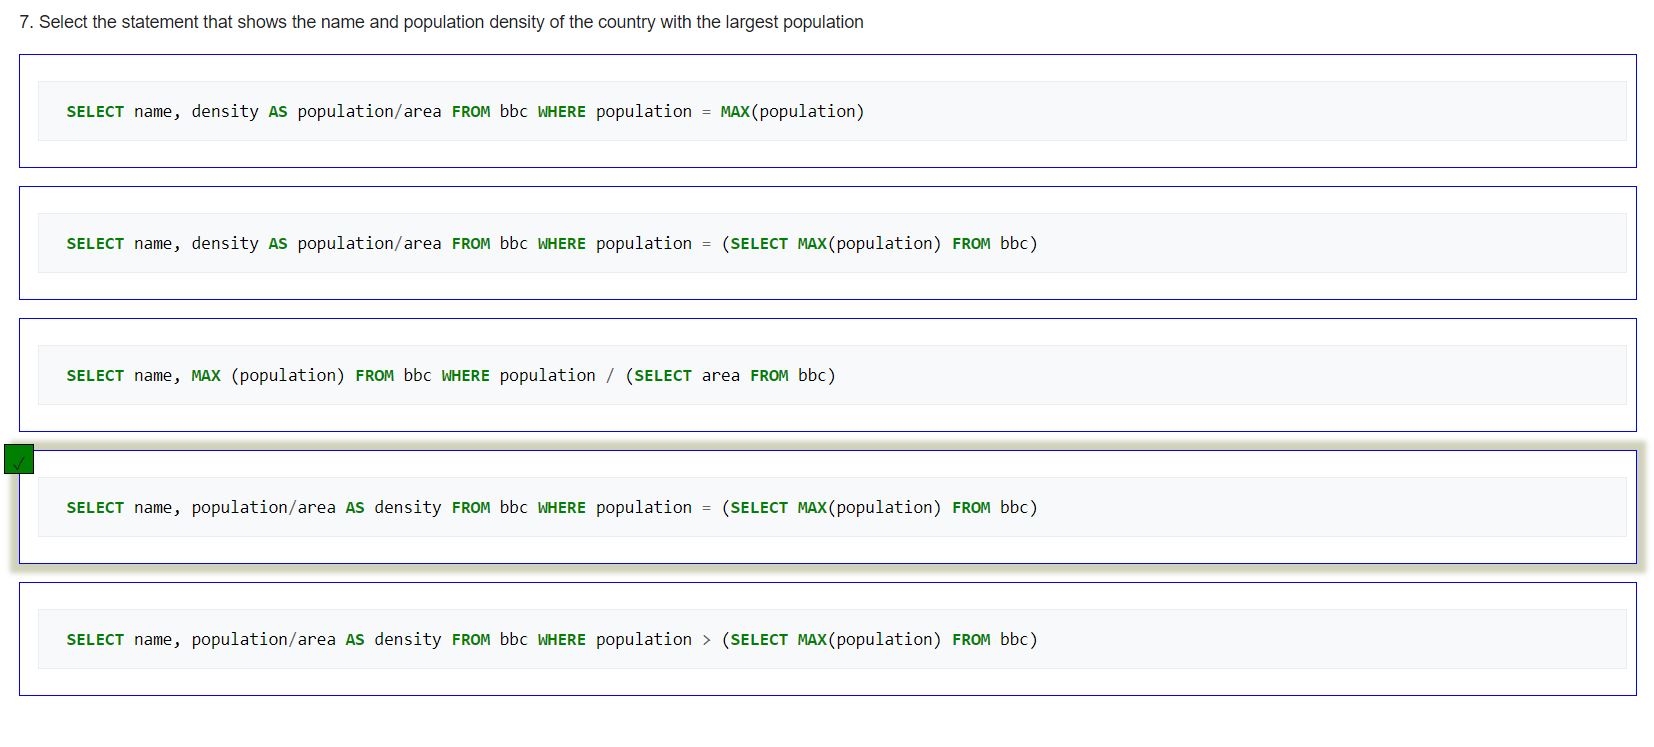 7. Select the statement that shows the name and population density of the country with the largest population
SELECT name, density AS population/area FROM bbc WHERE population = MAX(population)
SELECT name, density AS population/area FROM bbc WHERE population = (SELECT MAX(population) FROM bbc)
SELECT name, MAX (population) FROM bbc WHERE population / (SELECT area FROM bbc)
✓
SELECT name, population/area AS density FROM bbc WHERE population = (SELECT MAX(population) FROM bbc)
SELECT name, population/area AS density FROM bbc WHERE population > (SELECT MAX(population) FROM bbc)